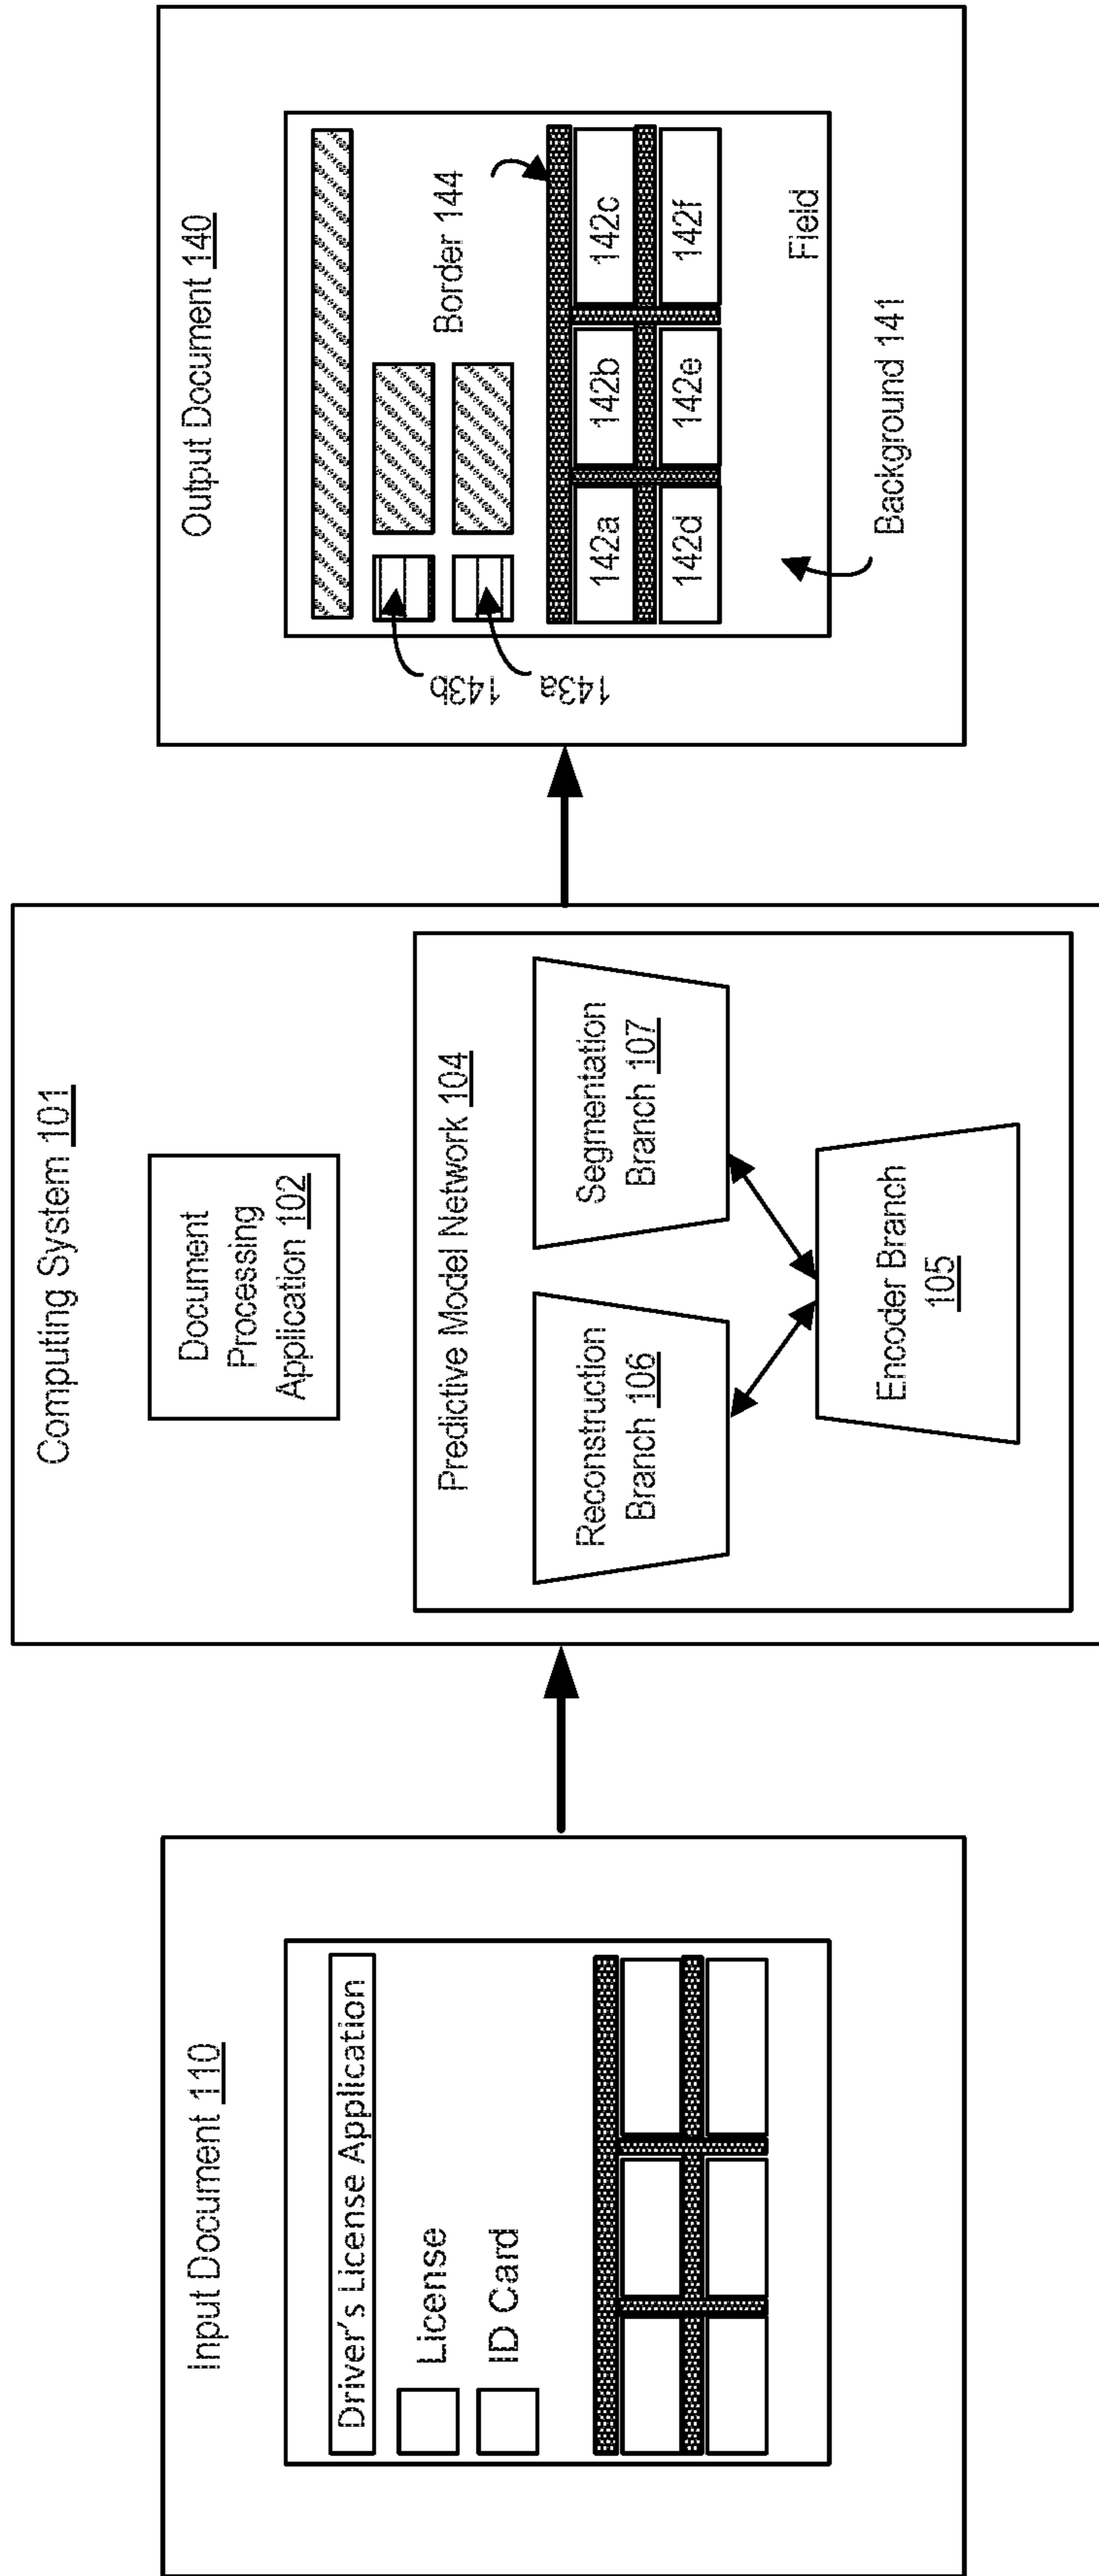 Input Document 110
Driver's License Application
License
ID Card
Computing System 101
Document
Processing
Application 102
Predictive Model Network 104
Reconstruction
Branch 106
Segmentation
Branch 107
Encoder Branch
105
Output Document 140
143b
143a
Border 144
142a
142b
142c
142d
142e
142f
Field
Background 141